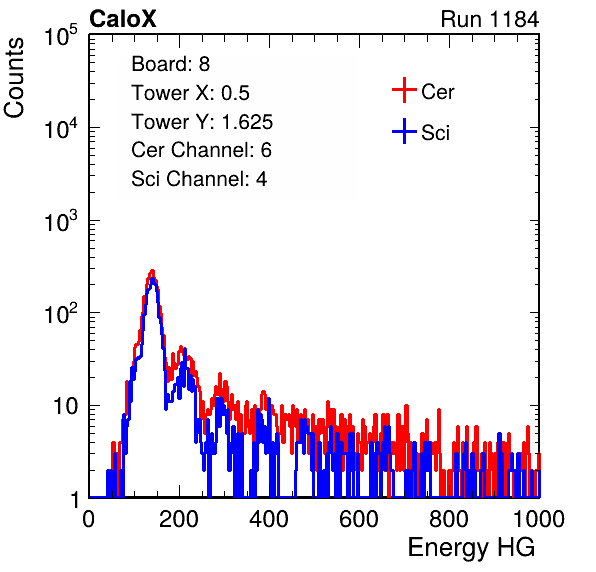 CaloX Run 1184
10^5
Counts
Board: 8
Tower X: 0.5
Tower Y: 1.625
Cer Channel: 6
Sci Channel: 4
Cer
Sci
10^4
10^3
10^2
10
1
0 200 400 600 800 1000
Energy HG